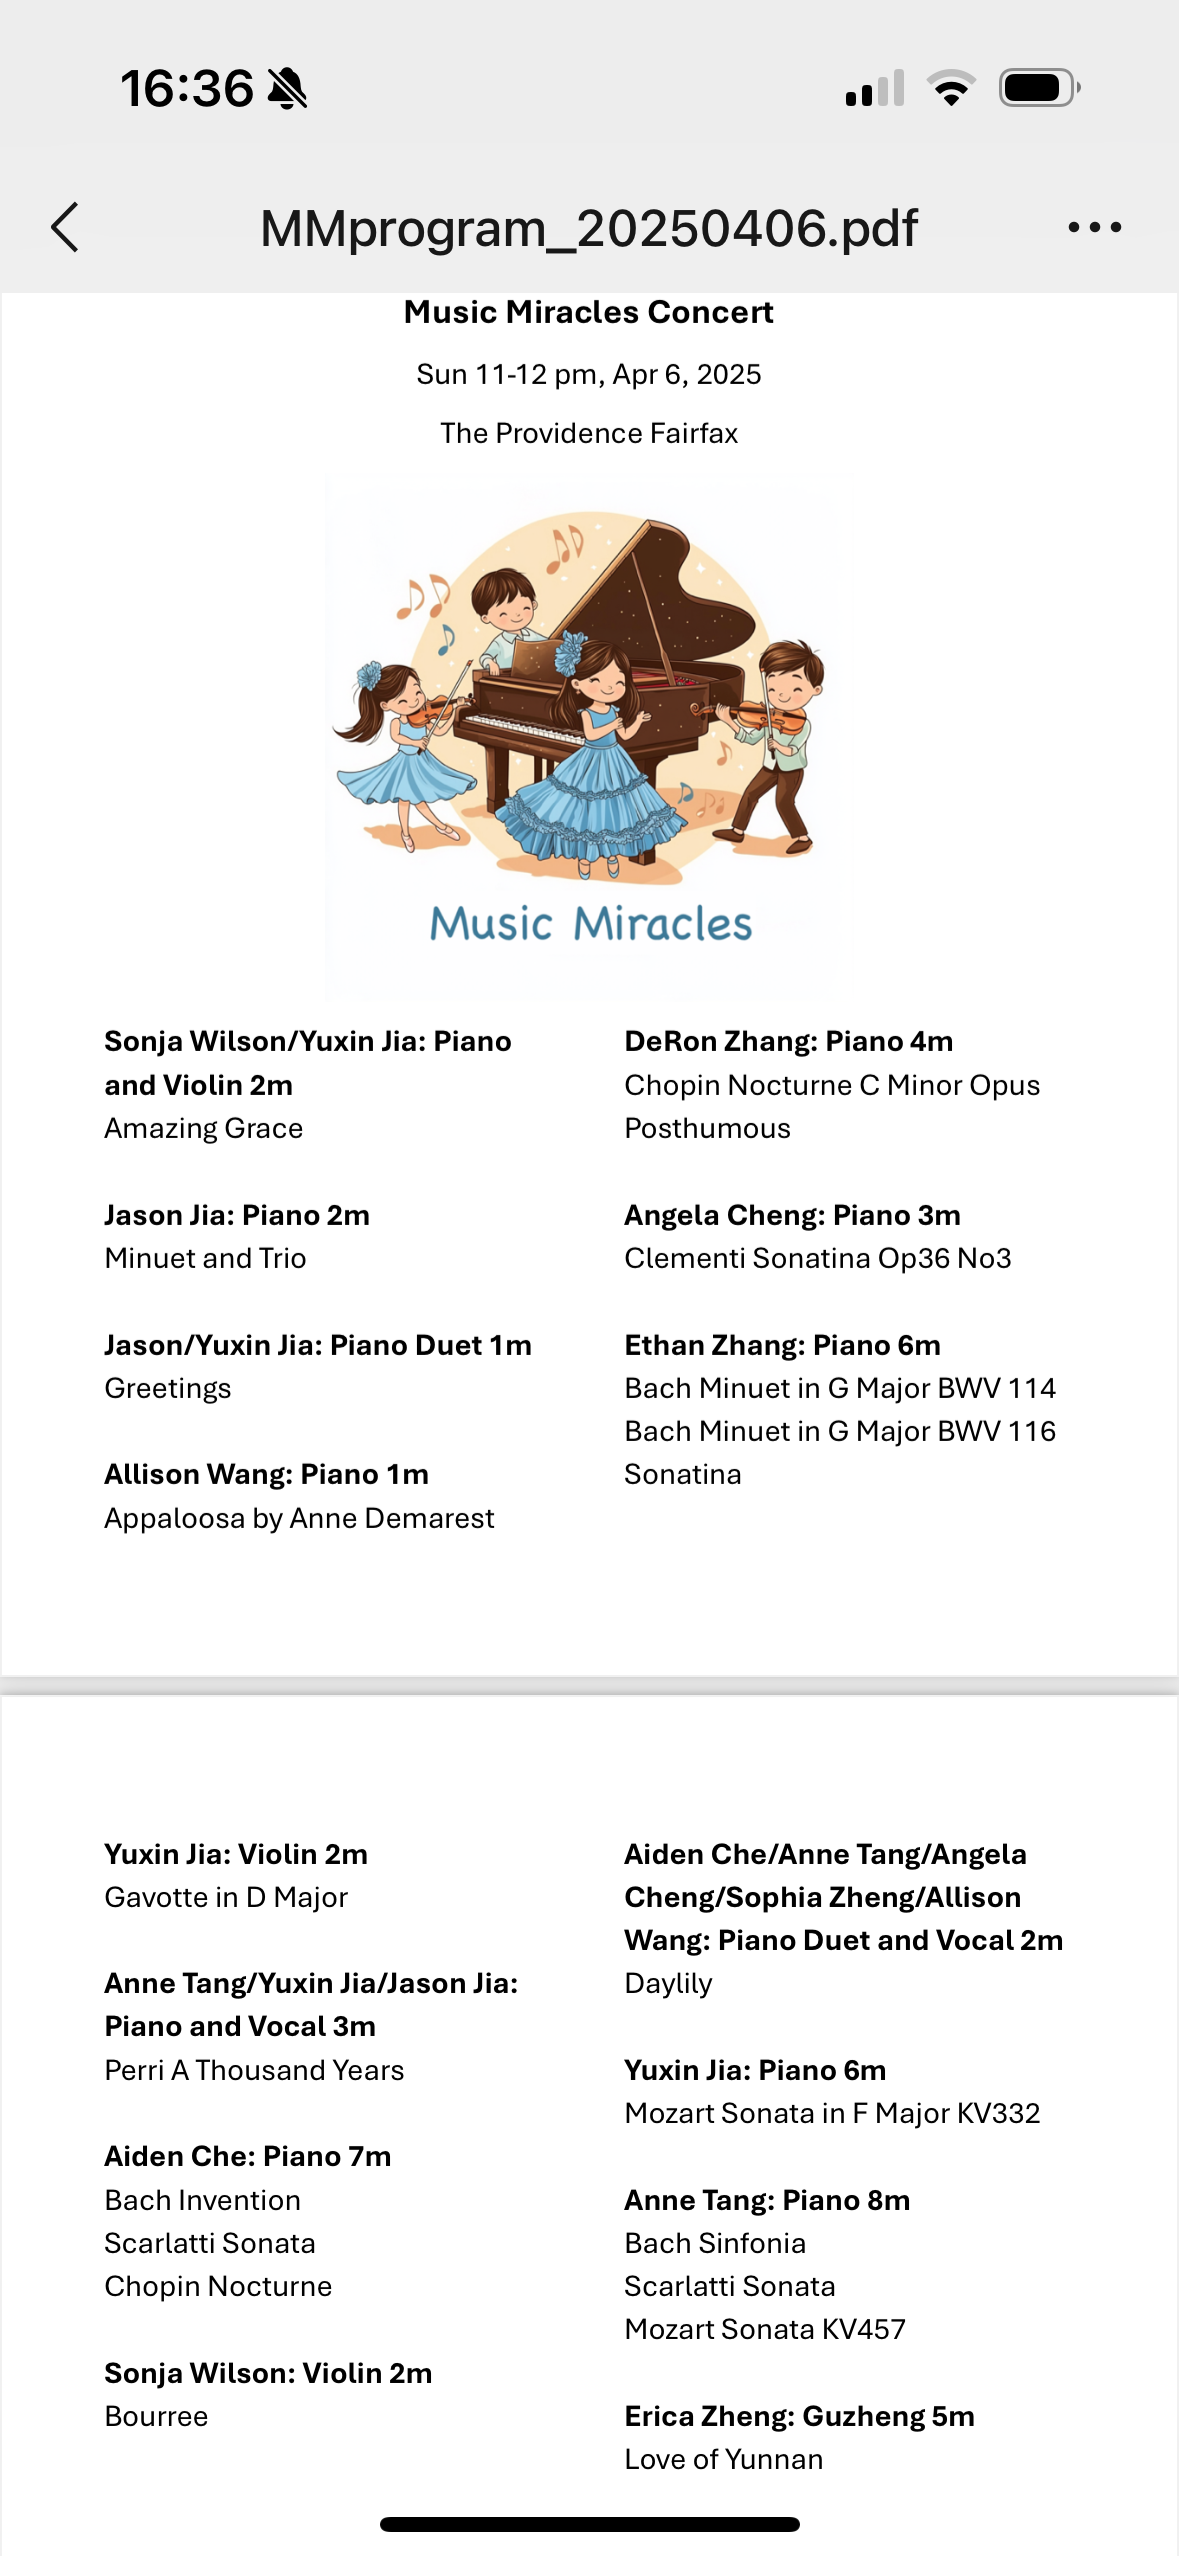 16:36
MMprogram_20250406.pdf
Music Miracles Concert
Sun 11-12 pm, Apr 6, 2025
The Providence Fairfax
Music Miracles
Sonja Wilson/Yuxin Jia: Piano
and Violin 2m
Amazing Grace
Jason Jia: Piano 2m
Minuet and Trio
Jason/Yuxin Jia: Piano Duet 1m
Greetings
Allison Wang: Piano 1m
Appaloosa by Anne Demarest
DeRon Zhang: Piano 4m
Chopin Nocturne C Minor Opus
Posthumous
Angela Cheng: Piano 3m
Clementi Sonatina Op36 No3
Ethan Zhang: Piano 6m
Bach Minuet in G Major BWV 114
Bach Minuet in G Major BWV 116
Sonatina
Yuxin Jia: Violin 2m
Gavotte in D Major
Anne Tang/Yuxin Jia/Jason Jia:
Piano and Vocal 3m
Perri A Thousand Years
Aiden Che: Piano 7m
Bach Invention
Scarlatti Sonata
Chopin Nocturne
Sonja Wilson: Violin 2m
Bourree
Aiden Che/Anne Tang/Angela
Cheng/Sophia Zheng/Allison
Wang: Piano Duet and Vocal 2m
Daylily
Yuxin Jia: Piano 6m
Mozart Sonata in F Major KV332
Anne Tang: Piano 8m
Bach Sinfonia
Scarlatti Sonata
Mozart Sonata KV457
Erica Zheng: Guzheng 5m
Love of Yunnan